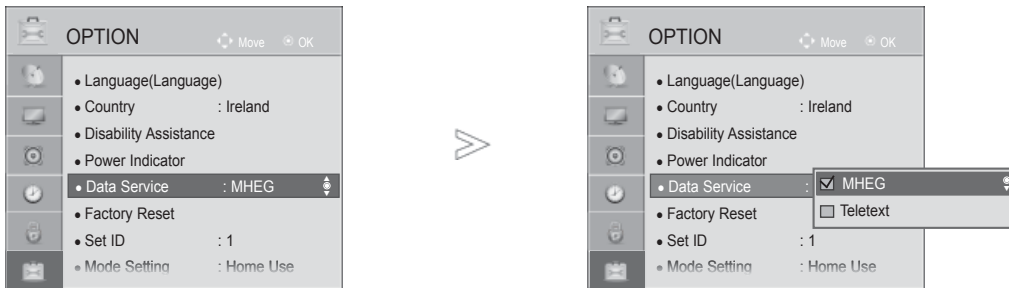 OPTION
Move OK
● Language(Language)
● Country : Ireland
● Disability Assistance
● Power Indicator
● Data Service : MHEG
● Factory Reset
● Set ID : 1
● Mode Setting : Home Use
>
OPTION
Move OK
● Language(Language)
● Country : Ireland
● Disability Assistance
● Power Indicator
● Data Service :
MHEG
Teletext
● Factory Reset
● Set ID : 1
● Mode Setting : Home Use